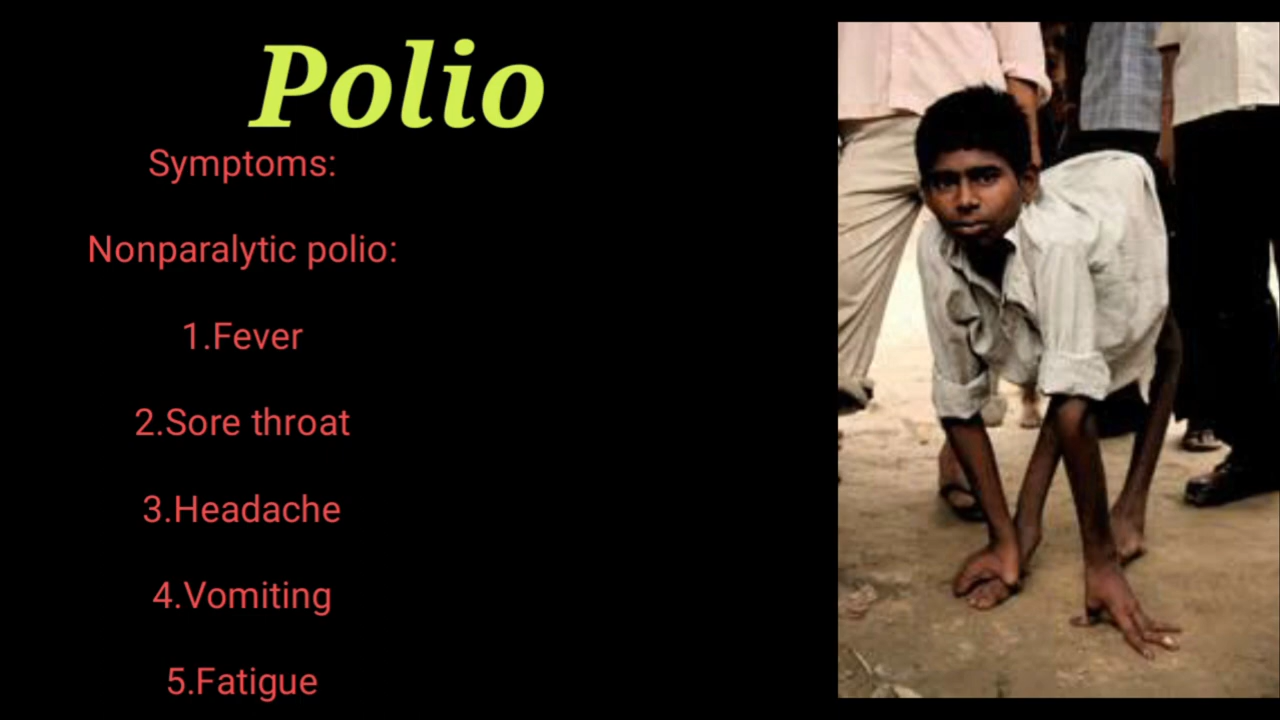 Polio
Symptoms:
Nonparalytic polio:
1.Fever
2.Sore throat
3.Headache
4.Vomiting
5.Fatigue